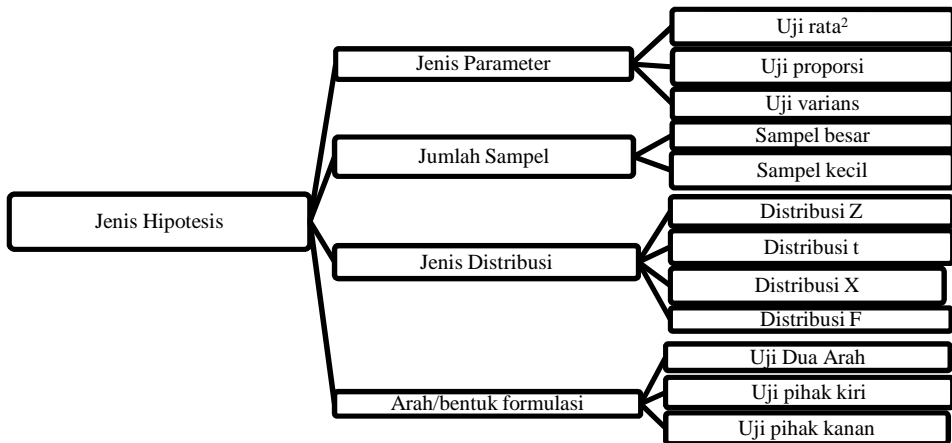 Jenis Hipotesis
Jenis Parameter
Uji rata²
Uji proporsi
Uji varians
Jumlah Sampel
Sampel besar
Sampel kecil
Jenis Distribusi
Distribusi Z
Distribusi t
Distribusi X
Distribusi F
Arah/bentuk formulasi
Uji Dua Arah
Uji pihak kiri
Uji pihak kanan